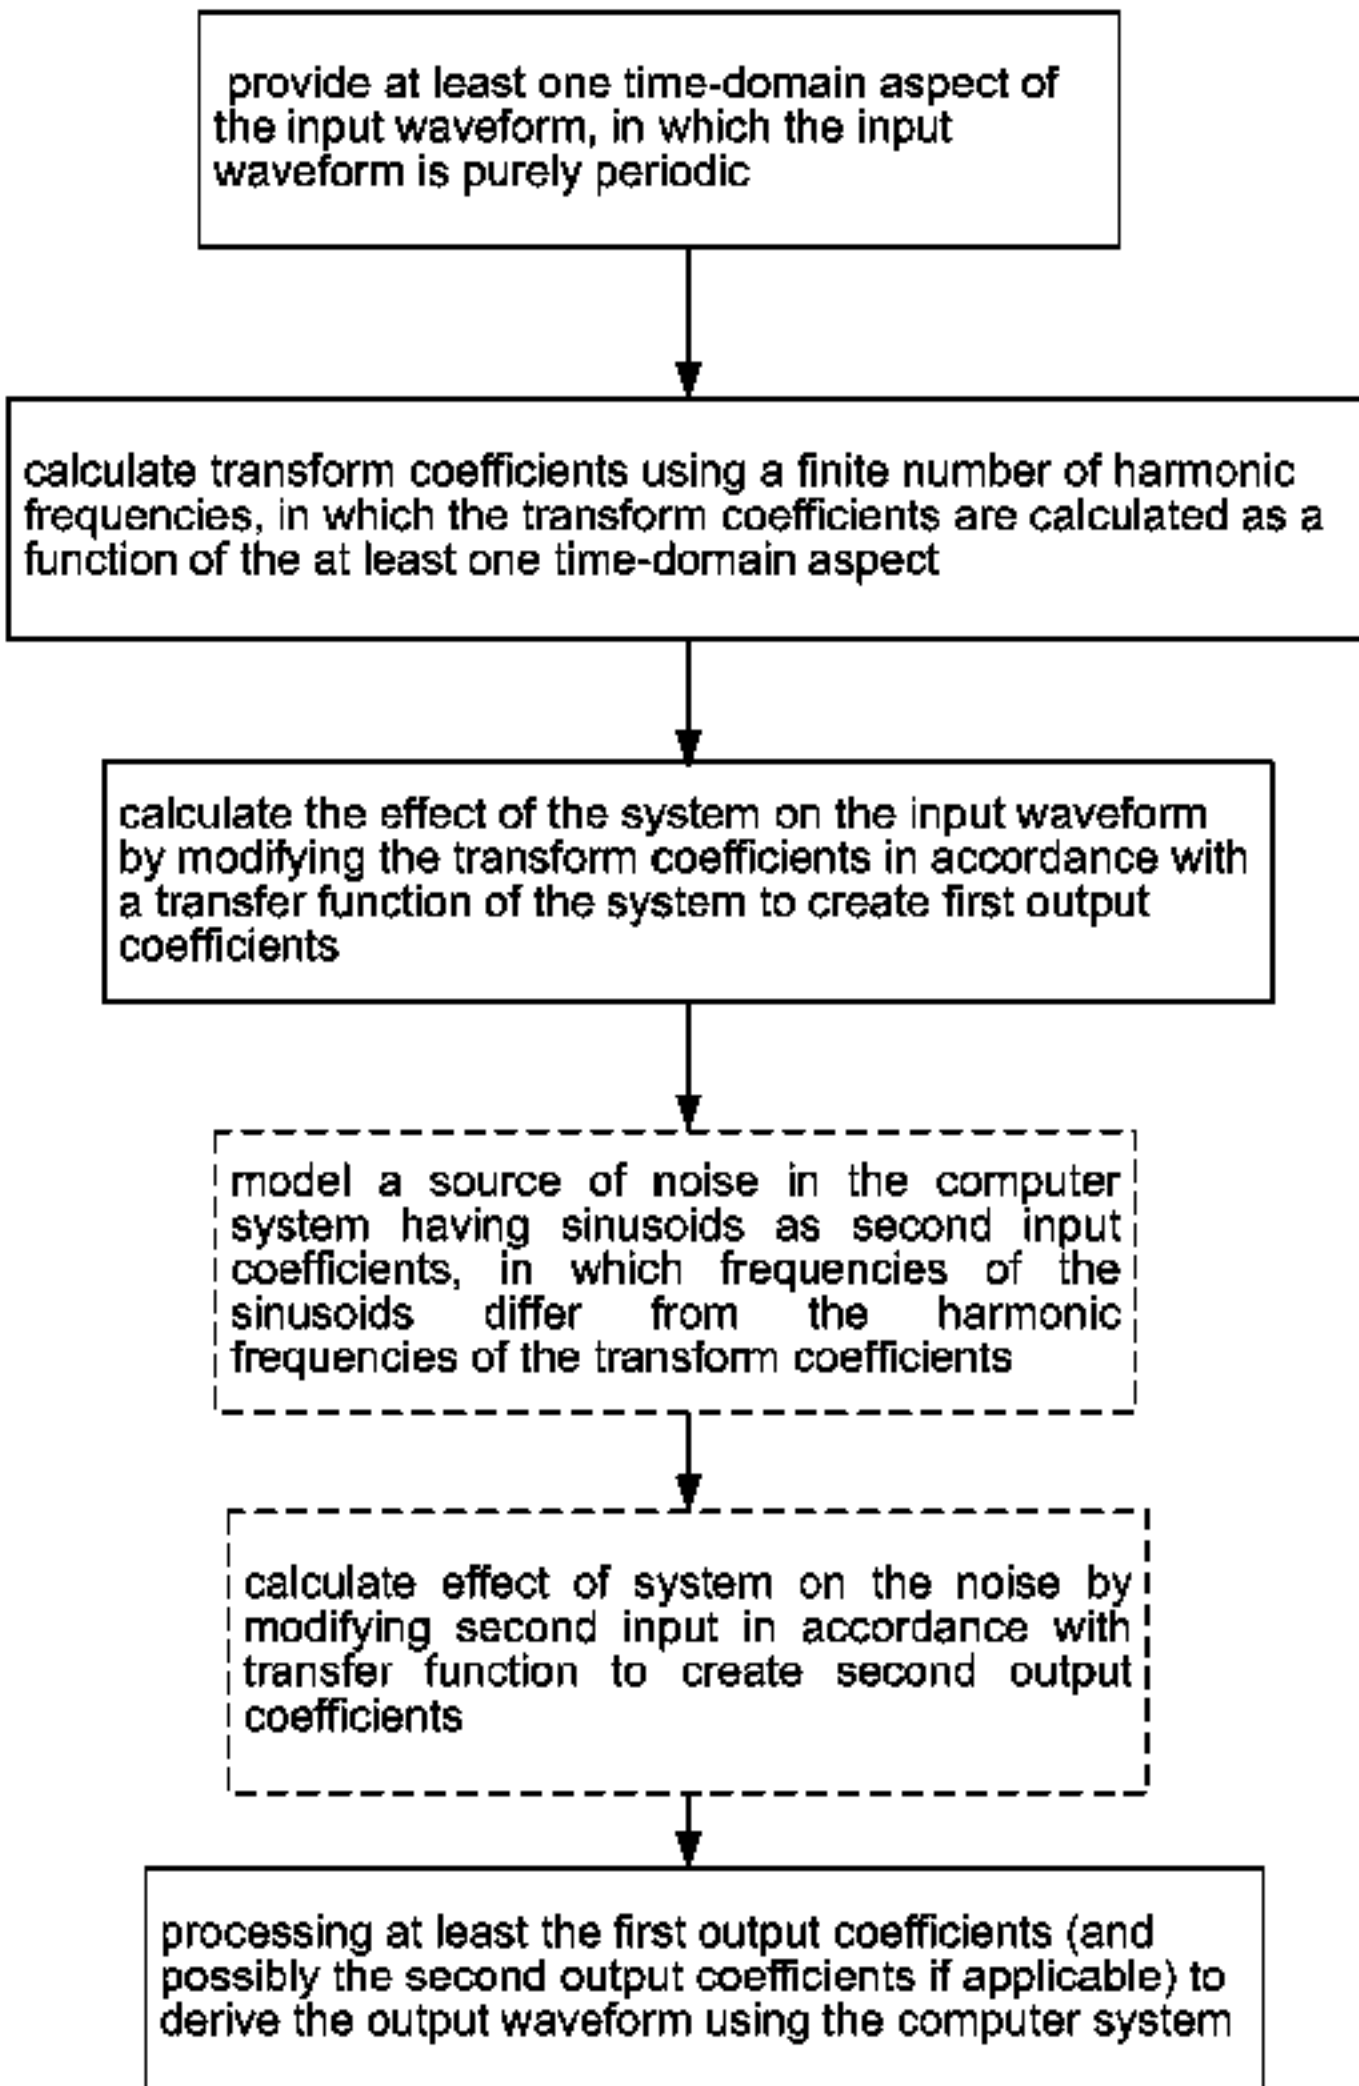 provide at least one time-domain aspect of
the input waveform, in which the input
waveform is purely periodic
calculate transform coefficients using a finite number of harmonic
frequencies, in which the transform coefficients are calculated as a
function of the at least one time-domain aspect
calculate the effect of the system on the input waveform
by modifying the transform coefficients in accordance with
a transfer function of the system to create first output
coefficients
model a source of noise in the computer
system having sinusoids as second input
coefficients, in which frequencies of the
sinusoids differ from the harmonic
frequencies of the transform coefficients
calculate effect of system on the noise by
modifying second input in accordance with
transfer function to create second output
coefficients
processing at least the first output coefficients (and
possibly the second output coefficients if applicable) to
derive the output waveform using the computer system